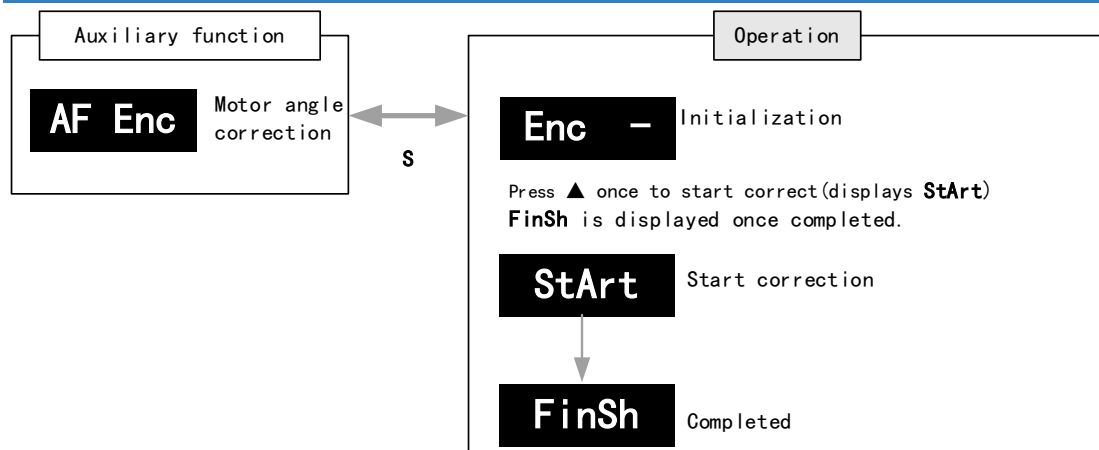 Auxiliary function
AF Enc
Motor angle
correction
S
Operation
Enc -
Initialization
Press ▲ once to start correct(displays StArt)
FinSh is displayed once completed.
StArt
Start correction
FinSh
Completed